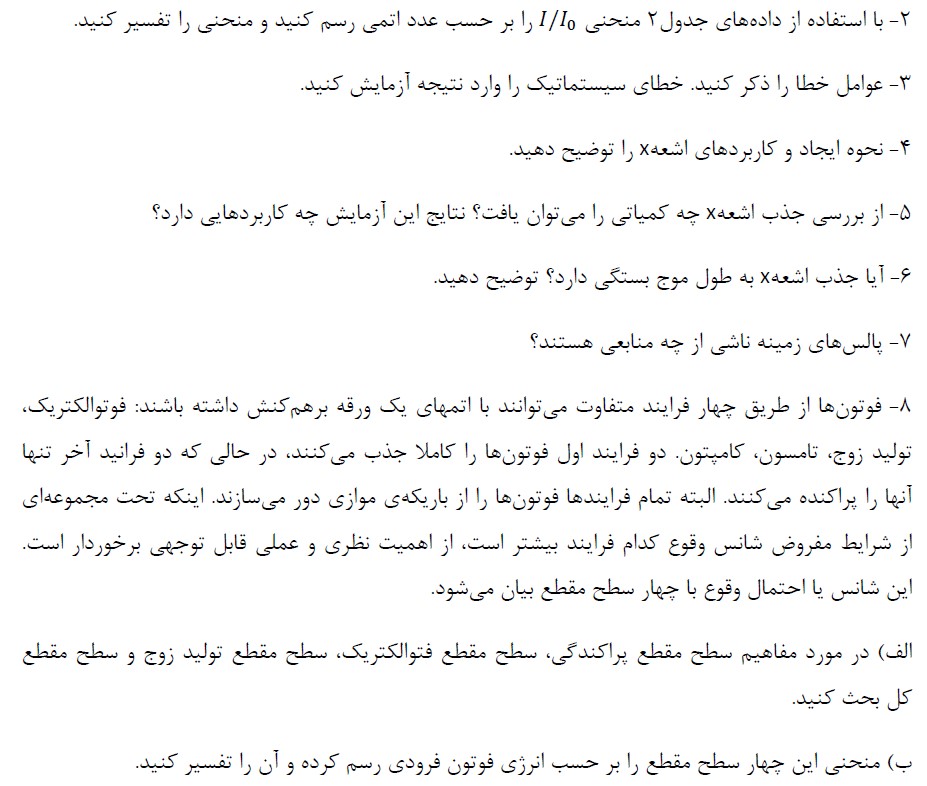 ۲- با استفاده از داده‌های جدول۲ منحنی I/I₀ را بر حسب عدد اتمی رسم کنید و منحنی را تفسیر کنید.
۳- عوامل خطا را ذکر کنید. خطای سیستماتیک را وارد نتیجه آزمایش کنید.
۴- نحوه ایجاد و کاربردهای اشعهx را توضیح دهید.
۵- از بررسی جذب اشعهx چه کمیاتی را می‌توان یافت؟ نتایج این آزمایش چه کاربردهایی دارد؟
۶- آیا جذب اشعهx به طول موج بستگی دارد؟ توضیح دهید.
۷- پالس‌های زمینه ناشی از چه منابعی هستند؟
۸- فوتون‌ها از طریق چهار فرایند متفاوت می‌توانند با اتمهای یک ورقه برهم‌کنش داشته باشند: فوتوالکتریک،
تولید زوج، تامسون، کامپتون. دو فرایند اول فوتون‌ها را کاملا جذب می‌کنند، در حالی که دو فرانید آخر تنها
آنها را پراکنده می‌کنند. البته تمام فرایندها فوتون‌ها را از باریکه‌ی موازی دور می‌سازند. اینکه تحت مجموعه‌ای
از شرایط مفروض شانس وقوع کدام فرایند بیشتر است، از اهمیت نظری و عملی قابل توجهی برخوردار است.
این شانس یا احتمال وقوع با چهار سطح مقطع بیان می‌شود.
الف) در مورد مفاهیم سطح مقطع پراکندگی، سطح مقطع فتوالکتریک، سطح مقطع تولید زوج و سطح مقطع
کل بحث کنید.
ب) منحنی این چهار سطح مقطع را بر حسب انرژی فوتون فرودی رسم کرده و آن را تفسیر کنید.